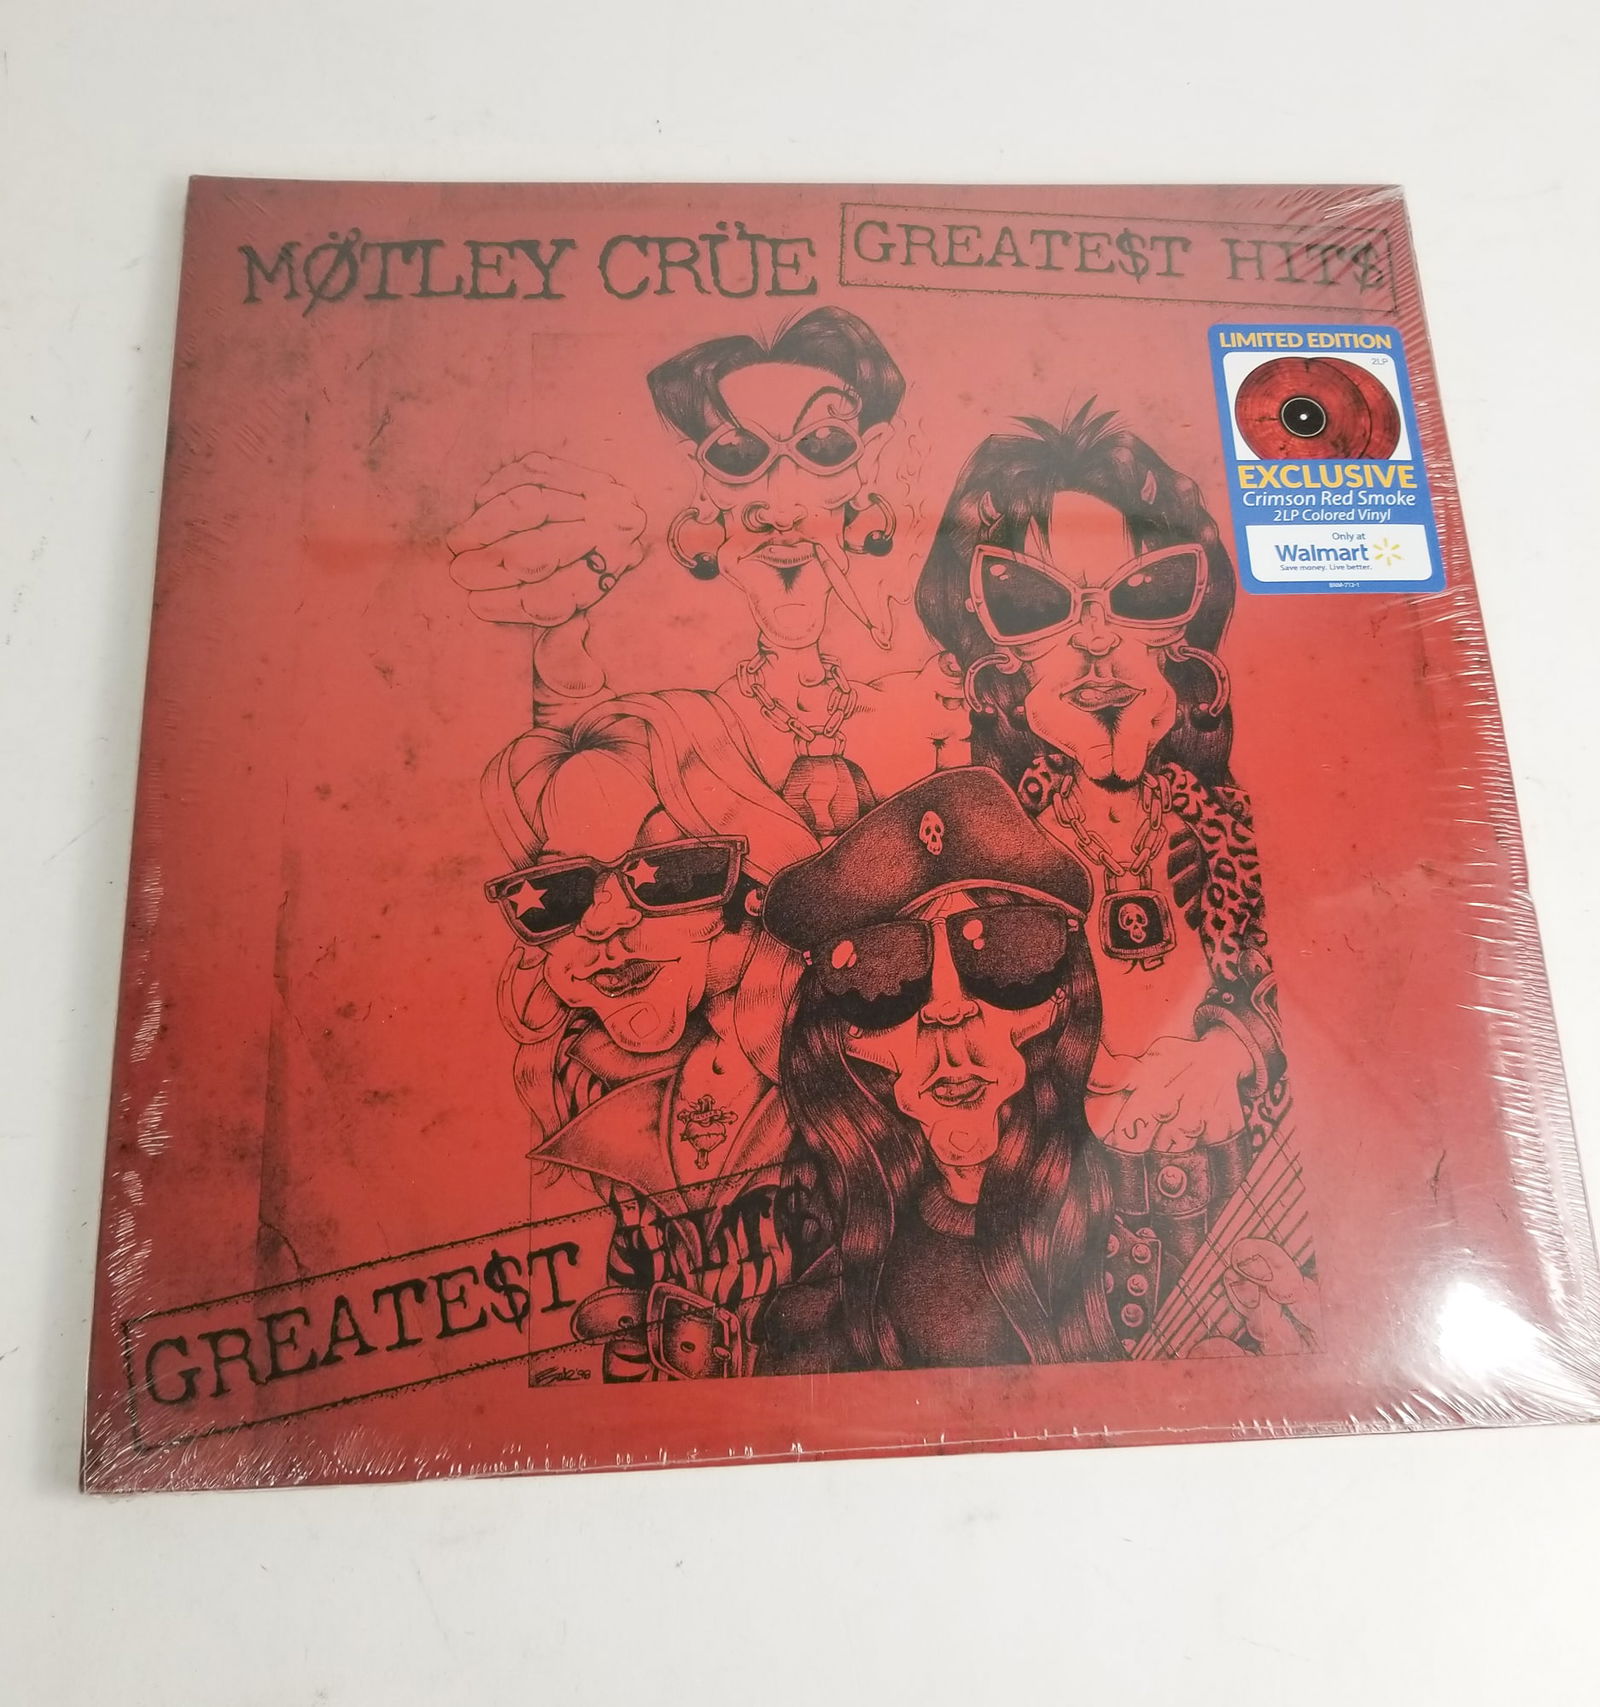 MØTLEY CRÜE
GREATE$T HIT$
LIMITED EDITION
2LP
EXCLUSIVE
Crimson Red Smoke
2LP Colored Vinyl
Only at
Walmart
Save money. Live better.
GREATE$T HIT$